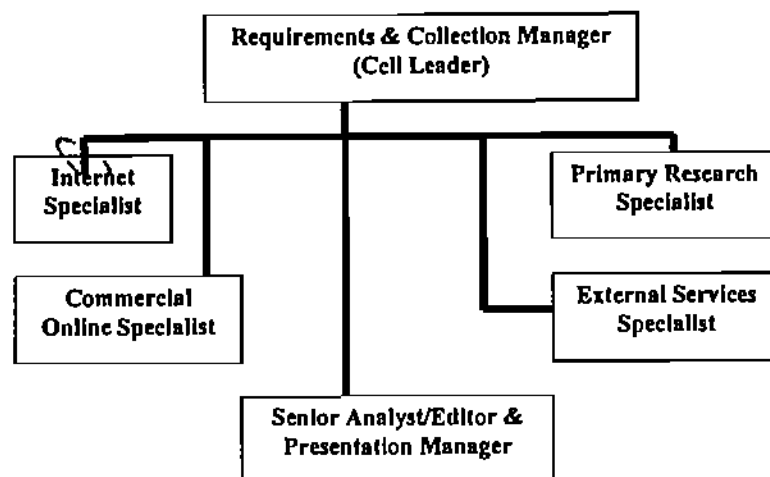 Requirements & Collection Manager
(Cell Leader)
Internet
Specialist
Primary Research
Specialist
Commercial
Online Specialist
External Services
Specialist
Senior Analyst/Editor &
Presentation Manager